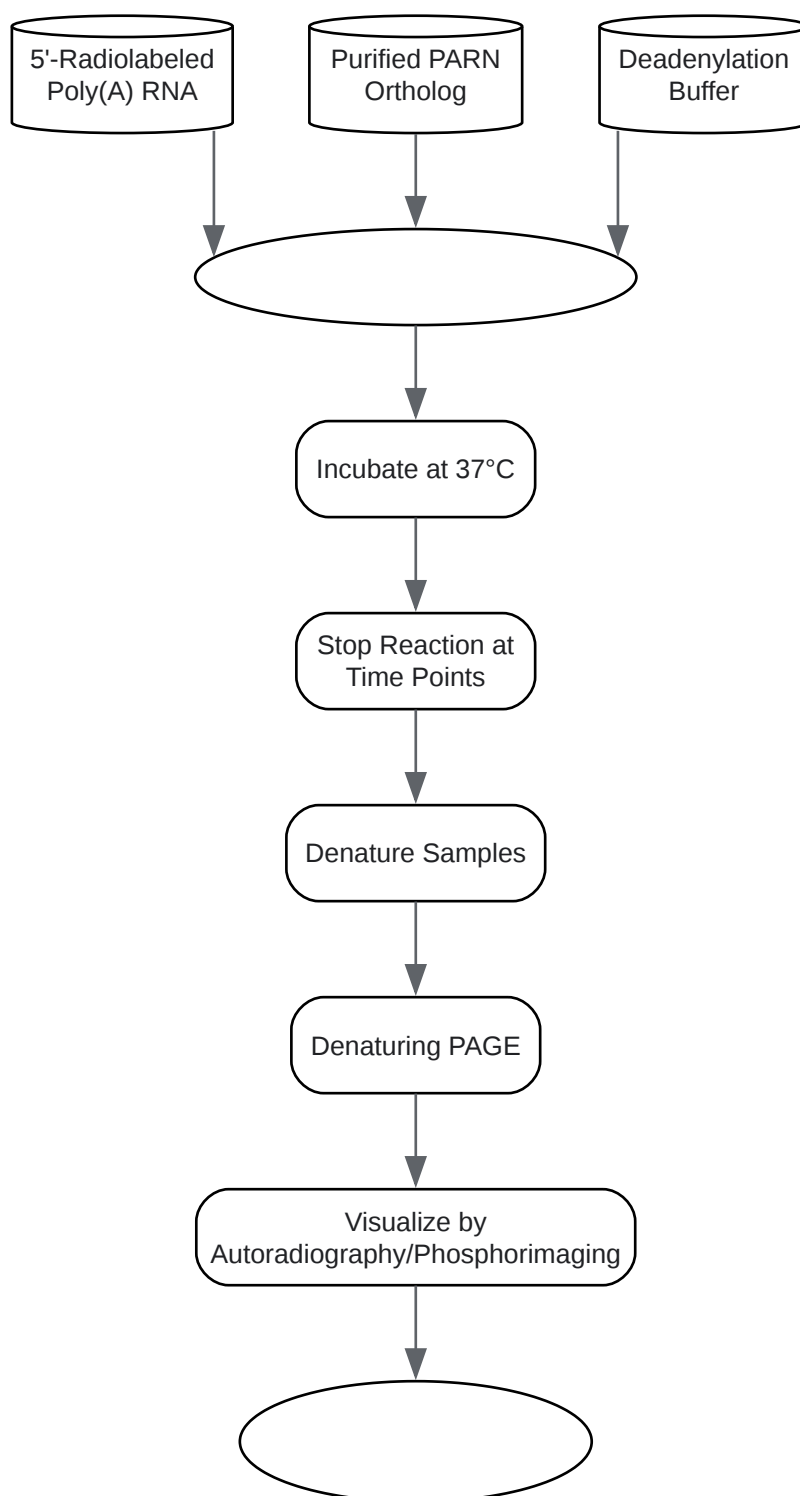 5'-Radiolabeled
Poly(A) RNA
Purified PARN
Ortholog
Deadenylation
Buffer
Incubate at 37°C
Stop Reaction at
Time Points
Denature Samples
Denaturing PAGE
Visualize by
Autoradiography/Phosphorimaging